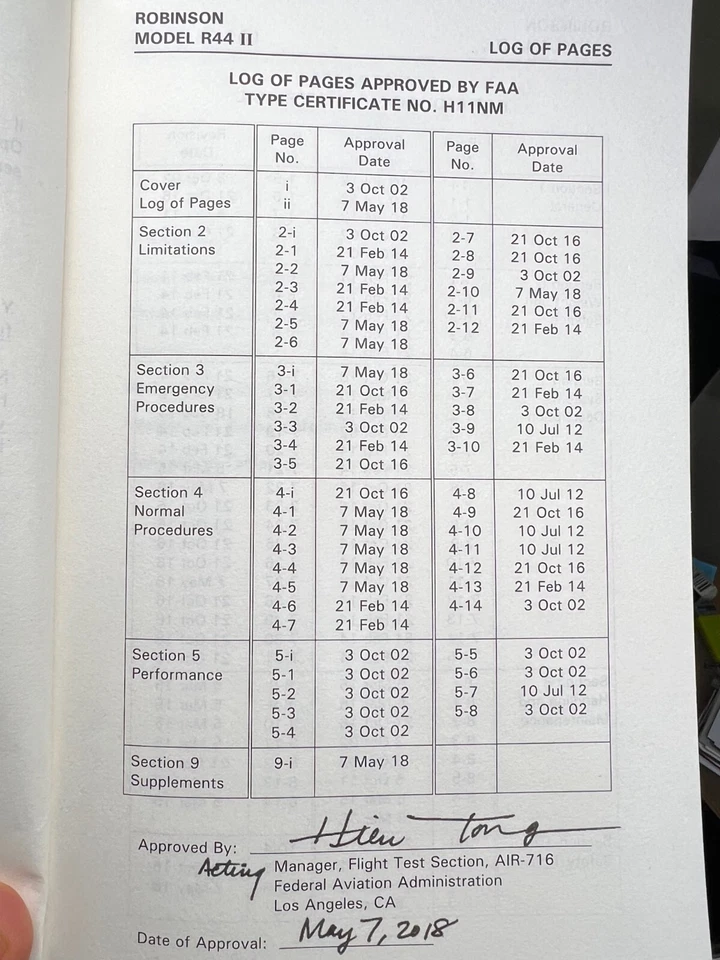 ROBINSON
MODEL R44 II LOG OF PAGES
LOG OF PAGES APPROVED BY FAA
TYPE CERTIFICATE NO. H11NM
Page No. Approval Date Page No. Approval Date
Cover i 3 Oct 02
Log of Pages ii 7 May 18
Section 2 2-i 3 Oct 02 2-7 21 Oct 16
Limitations 2-1 21 Feb 14 2-8 21 Oct 16
2-2 7 May 18 2-9 3 Oct 02
2-3 21 Feb 14 2-10 7 May 18
2-4 21 Feb 14 2-11 21 Oct 16
2-5 7 May 18 2-12 21 Feb 14
2-6 7 May 18
Section 3 3-i 7 May 18 3-6 21 Oct 16
Emergency 3-1 21 Oct 16 3-7 21 Feb 14
Procedures 3-2 21 Feb 14 3-8 3 Oct 02
3-3 3 Oct 02 3-9 10 Jul 12
3-4 21 Feb 14 3-10 21 Feb 14
3-5 21 Oct 16
Section 4 4-i 21 Oct 16 4-8 10 Jul 12
Normal 4-1 7 May 18 4-9 21 Oct 16
Procedures 4-2 7 May 18 4-10 10 Jul 12
4-3 7 May 18 4-11 10 Jul 12
4-4 7 May 18 4-12 21 Oct 16
4-5 7 May 18 4-13 21 Feb 14
4-6 21 Feb 14 4-14 3 Oct 02
4-7 21 Feb 14
Section 5 5-i 3 Oct 02 5-5 3 Oct 02
Performance 5-1 3 Oct 02 5-6 3 Oct 02
5-2 3 Oct 02 5-7 10 Jul 12
5-3 3 Oct 02 5-8 3 Oct 02
5-4 3 Oct 02
Section 9 9-i 7 May 18
Supplements
Approved By: Hieu Tong
Acting Manager, Flight Test Section, AIR-716
Federal Aviation Administration
Los Angeles, CA
Date of Approval: May 7, 2018